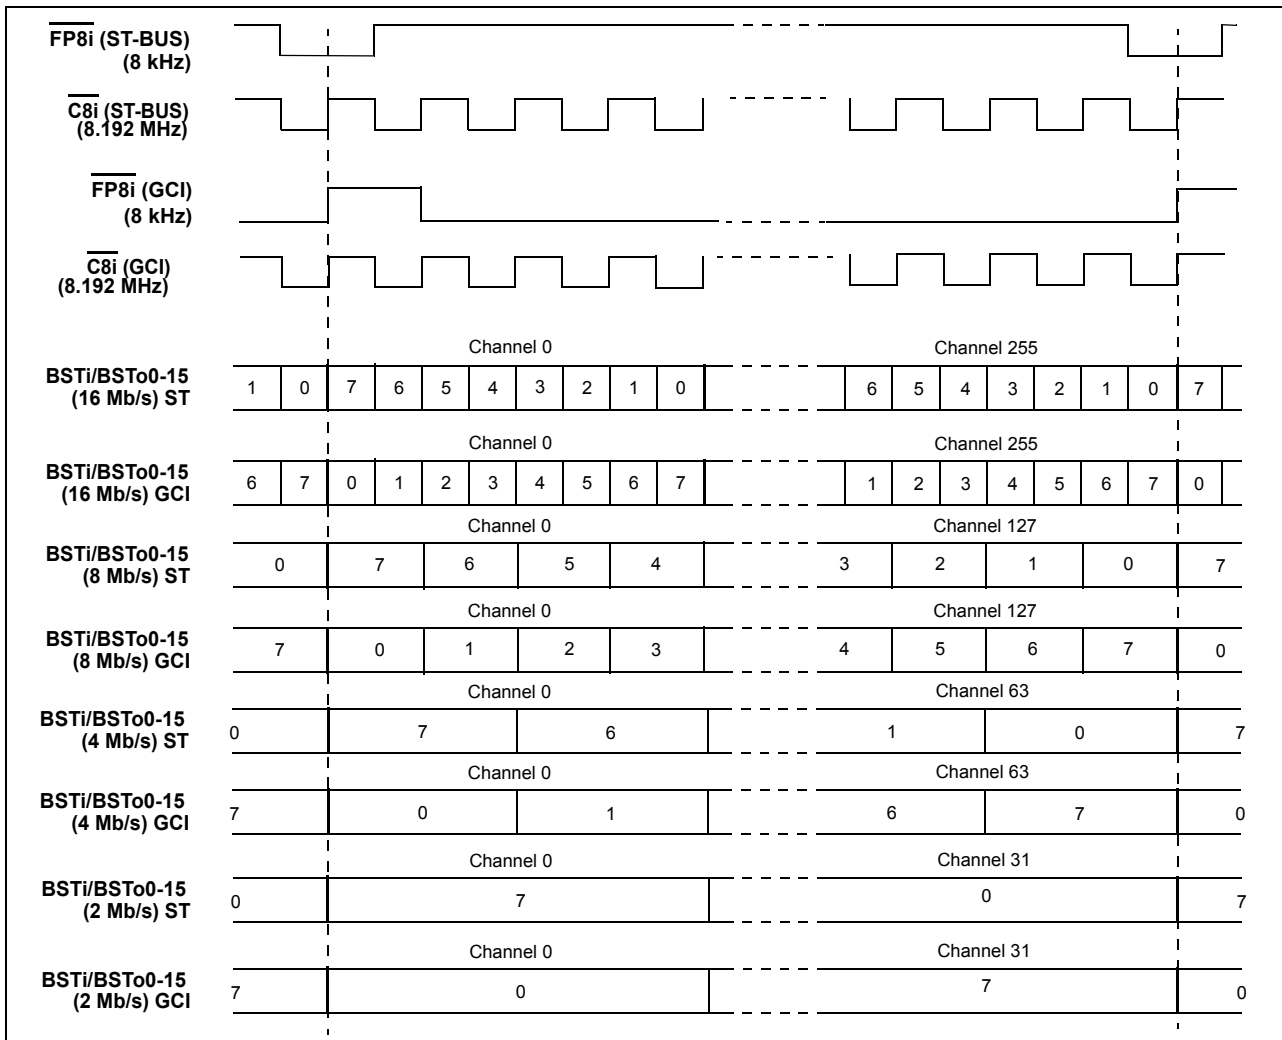 FP8i (ST-BUS)
(8 kHz)
C8i (ST-BUS)
(8.192 MHz)
FP8i (GCI)
(8 kHz)
C8i (GCI)
(8.192 MHz)
Channel 0 Channel 255
BSTi/BSTo0-15
(16 Mb/s) ST
1 0 7 6 5 4 3 2 1 0 6 5 4 3 2 1 0 7
Channel 0 Channel 255
BSTi/BSTo0-15
(16 Mb/s) GCI
6 7 0 1 2 3 4 5 6 7 1 2 3 4 5 6 7 0
Channel 0 Channel 127
BSTi/BSTo0-15
(8 Mb/s) ST
0 7 6 5 4 3 2 1 0 7
Channel 0 Channel 127
BSTi/BSTo0-15
(8 Mb/s) GCI
7 0 1 2 3 4 5 6 7 0
Channel 0 Channel 63
BSTi/BSTo0-15
(4 Mb/s) ST
0 7 6 1 0 7
Channel 0 Channel 63
BSTi/BSTo0-15
(4 Mb/s) GCI
7 0 1 6 7 0
Channel 0 Channel 31
BSTi/BSTo0-15
(2 Mb/s) ST
0 7 0 7
Channel 0 Channel 31
BSTi/BSTo0-15
(2 Mb/s) GCI
7 0 7 0